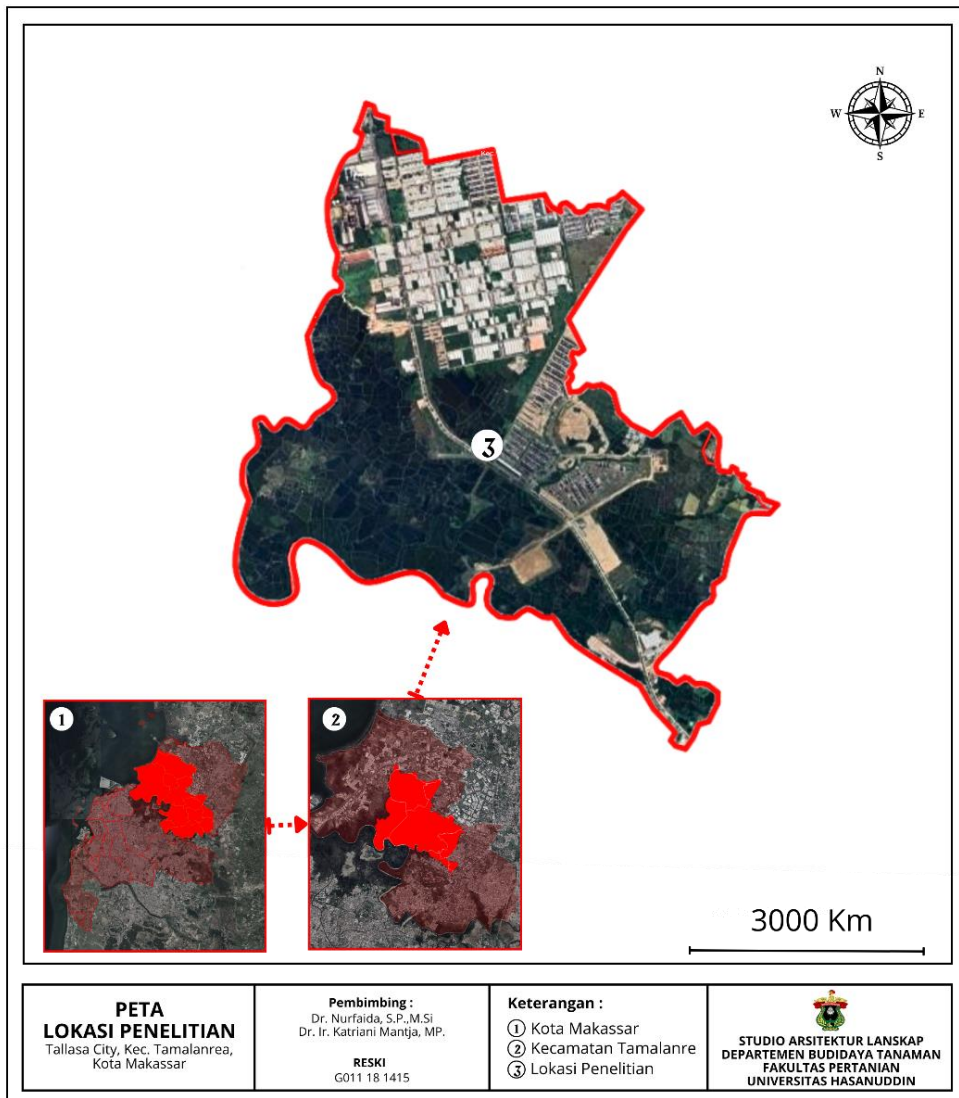 N
W
E
S
Kec.
3
1
2
3000 Km
PETA
LOKASI PENELITIAN
Tallasa City, Kec. Tamalanrea,
Kota Makassar
Pembimbing :
Dr. Nurfaida, S.P.,M.Si
Dr. Ir. Katriani Mantja, MP.
RESKI
G011 18 1415
Keterangan :
1 Kota Makassar
2 Kecamatan Tamalanre
3 Lokasi Penelitian
STUDIO ARSITEKTUR LANSKAP
DEPARTEMEN BUDIDAYA TANAMAN
FAKULTAS PERTANIAN
UNIVERSITAS HASANUDDIN